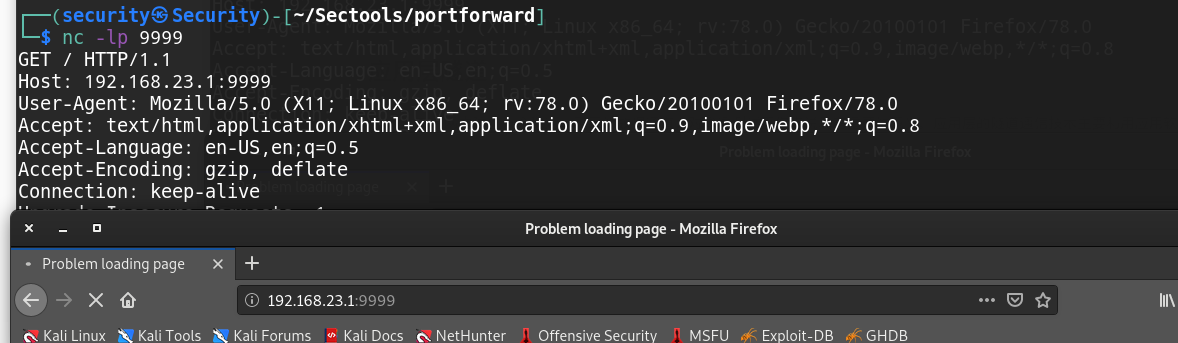 ┌──(security㉿Security)-[~/Sectools/portforward]
└─$ nc -lp 9999
GET / HTTP/1.1
Host: 192.168.23.1:9999
User-Agent: Mozilla/5.0 (X11; Linux x86_64; rv:78.0) Gecko/20100101 Firefox/78.0
Accept: text/html,application/xhtml+xml,application/xml;q=0.9,image/webp,*/*;q=0.8
Accept-Language: en-US,en;q=0.5
Accept-Encoding: gzip, deflate
Connection: keep-alive
Problem loading page - Mozilla Firefox
Problem loading page
192.168.23.1:9999
Kali Linux Kali Tools Kali Forums Kali Docs NetHunter Offensive Security MSFU Exploit-DB GHDB